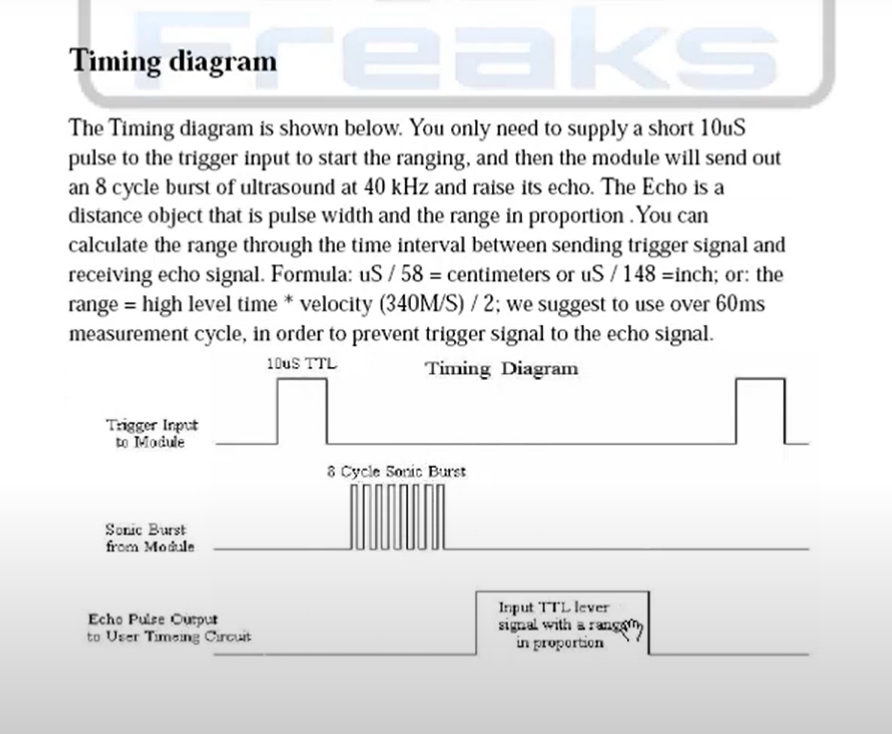 Freaks
Timing diagram
The Timing diagram is shown below. You only need to supply a short 10uS
pulse to the trigger input to start the ranging, and then the module will send out
an 8 cycle burst of ultrasound at 40 kHz and raise its echo. The Echo is a
distance object that is pulse width and the range in proportion .You can
calculate the range through the time interval between sending trigger signal and
receiving echo signal. Formula: uS / 58 = centimeters or uS / 148 =inch; or: the
range = high level time * velocity (340M/S) / 2; we suggest to use over 60ms
measurement cycle, in order to prevent trigger signal to the echo signal.
10uS TTL
Timing Diagram
Trigger Input
to Module
8 Cycle Sonic Burst
Sonic Burst
from Module
Echo Pulse Output
to User Timeing Circuit
Input TTL lever
signal with a range
in proportion